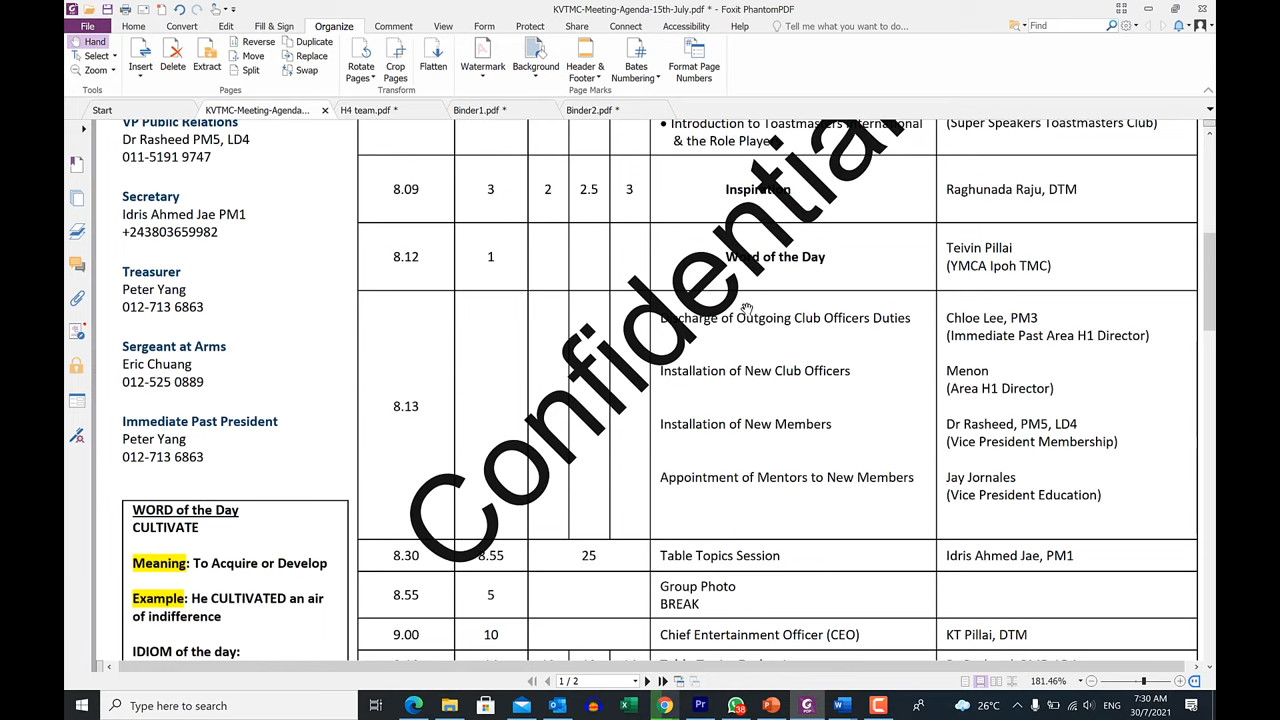 KVTMC-Meeting-Agenda-15th-July.pdf * - Foxit PhantomPDF
File Home Convert Edit Fill & Sign Organize Comment View Form Protect Share Connect Accessibility Help Tell me what you want to do... Find
Hand
Select
Zoom
Tools
Insert
Delete
Extract
Reverse
Move
Split
Duplicate
Replace
Swap
Pages
Rotate Pages
Crop Pages
Flatten
Transform
Watermark
Background
Header & Footer
Bates Numbering
Format Page Numbers
Page Marks
Start
KVTMC-Meeting-Agenda...
H4 team.pdf *
Binder1.pdf *
Binder2.pdf *
VP Public Relations
Dr Rasheed PM5, LD4
011-5191 9747
Secretary
Idris Ahmed Jae PM1
+243803659982
Treasurer
Peter Yang
012-713 6863
Sergeant at Arms
Eric Chuang
012-525 0889
Immediate Past President
Peter Yang
012-713 6863
WORD of the Day
CULTIVATE
Meaning: To Acquire or Develop
Example: He CULTIVATED an air
of indifference
IDIOM of the day:
• Introduction to Toastmasters International
& the Role Players
(Super Speakers Toastmasters Club)
8.09 3 2 2.5 3 Inspiration Raghunada Raju, DTM
8.12 1 Word of the Day Teivin Pillai
(YMCA Ipoh TMC)
8.13
Discharge of Outgoing Club Officers Duties Chloe Lee, PM3
(Immediate Past Area H1 Director)
Installation of New Club Officers Menon
(Area H1 Director)
Installation of New Members Dr Rasheed, PM5, LD4
(Vice President Membership)
Appointment of Mentors to New Members Jay Jornales
(Vice President Education)
8.30 8.55 25 Table Topics Session Idris Ahmed Jae, PM1
8.55 5 Group Photo
BREAK
9.00 10 Chief Entertainment Officer (CEO) KT Pillai, DTM
Confidential
1 / 2
181.46%
Type here to search
38
26°C
ENG
7:30 AM
30/7/2021